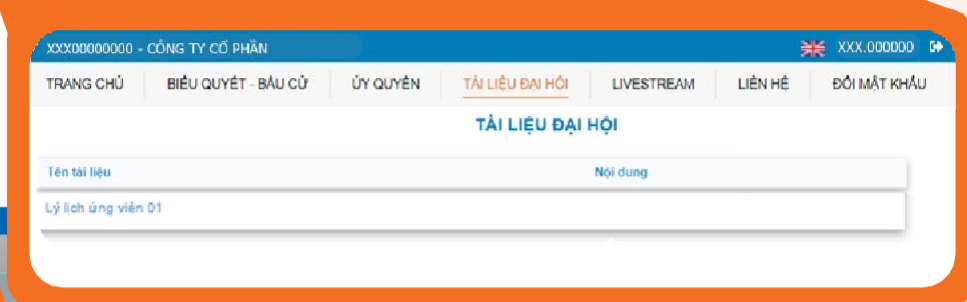 XXX00000000 - CÔNG TY CỔ PHẦN XXX.000000
TRANG CHỦ BIỂU QUYẾT - BẦU CỬ ỦY QUYỀN TÀI LIỆU ĐẠI HỘI LIVESTREAM LIÊN HỆ ĐỔI MẬT KHẨU
TÀI LIỆU ĐẠI HỘI
Tên tài liệu Nội dung
Lý lịch ứng viên 01